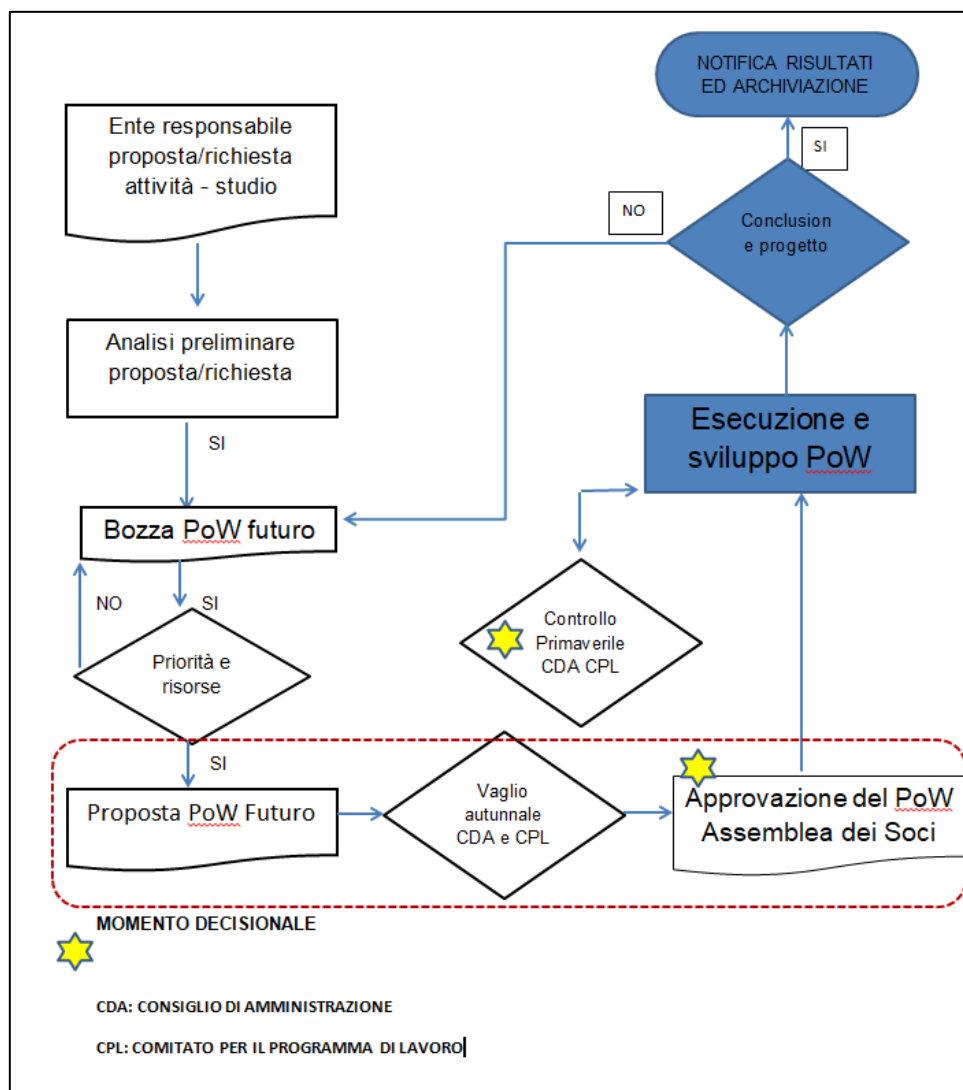 Ente responsabile
proposta/richiesta
attività - studio
Analisi preliminare
proposta/richiesta
SI
Bozza PoW futuro
NO
SI
Priorità e
risorse
SI
Proposta PoW Futuro
Vaglio
autunnale
CDA e CPL
Approvazione del PoW
Assemblea dei Soci
Controllo
Primaverile
CDA CPL
Esecuzione e
sviluppo PoW
Conclusion
e progetto
NO
SI
NOTIFICA RISULTATI
ED ARCHIVIAZIONE
MOMENTO DECISIONALE
CDA: CONSIGLIO DI AMMINISTRAZIONE
CPL: COMITATO PER IL PROGRAMMA DI LAVORO